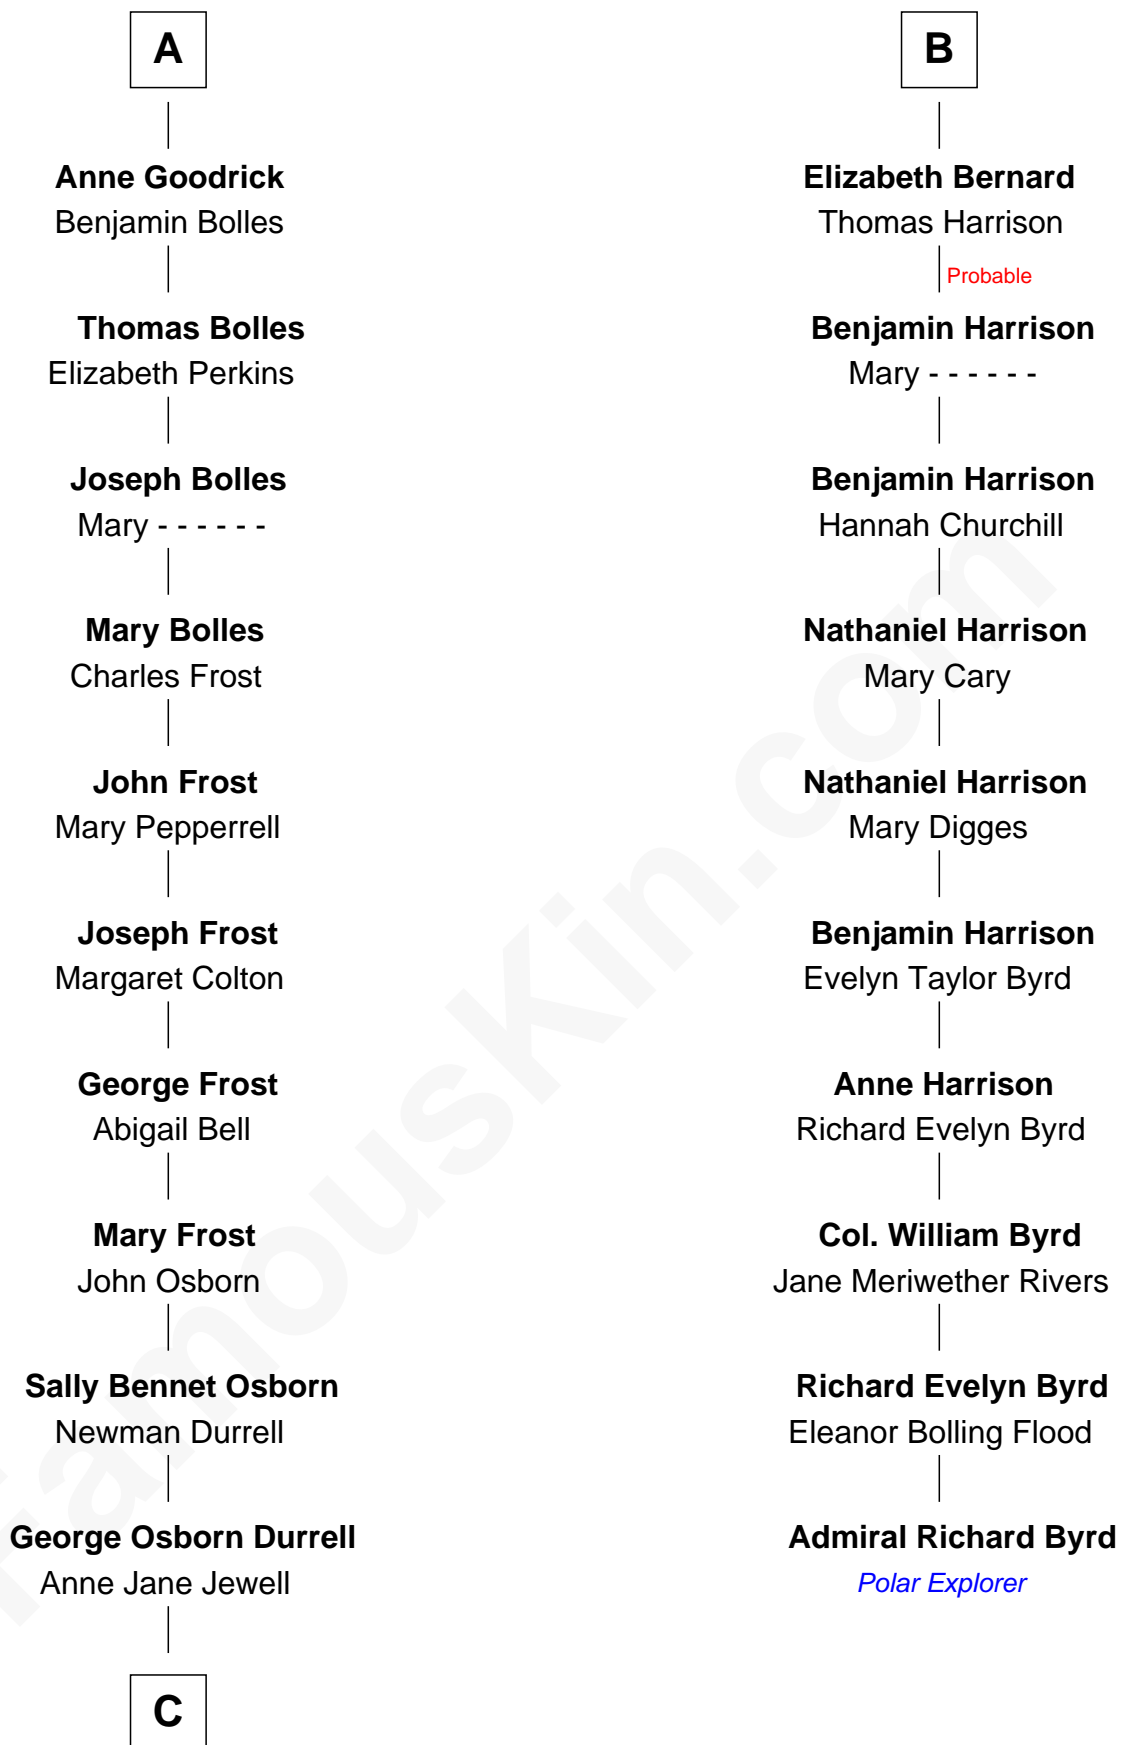 A
Anne Goodrick
Benjamin Bolles
Thomas Bolles
Elizabeth Perkins
Joseph Bolles
Mary - - - - - -
Mary Bolles
Charles Frost
John Frost
Mary Pepperrell
Joseph Frost
Margaret Colton
George Frost
Abigail Bell
Mary Frost
John Osborn
Sally Bennet Osborn
Newman Durrell
George Osborn Durrell
Anne Jane Jewell
C
B
Elizabeth Bernard
Thomas Harrison
Probable
Benjamin Harrison
Mary - - - - - -
Benjamin Harrison
Hannah Churchill
Nathaniel Harrison
Mary Cary
Nathaniel Harrison
Mary Digges
Benjamin Harrison
Evelyn Taylor Byrd
Anne Harrison
Richard Evelyn Byrd
Col. William Byrd
Jane Meriwether Rivers
Richard Evelyn Byrd
Eleanor Bolling Flood
Admiral Richard Byrd
Polar Explorer
FamousKin.com